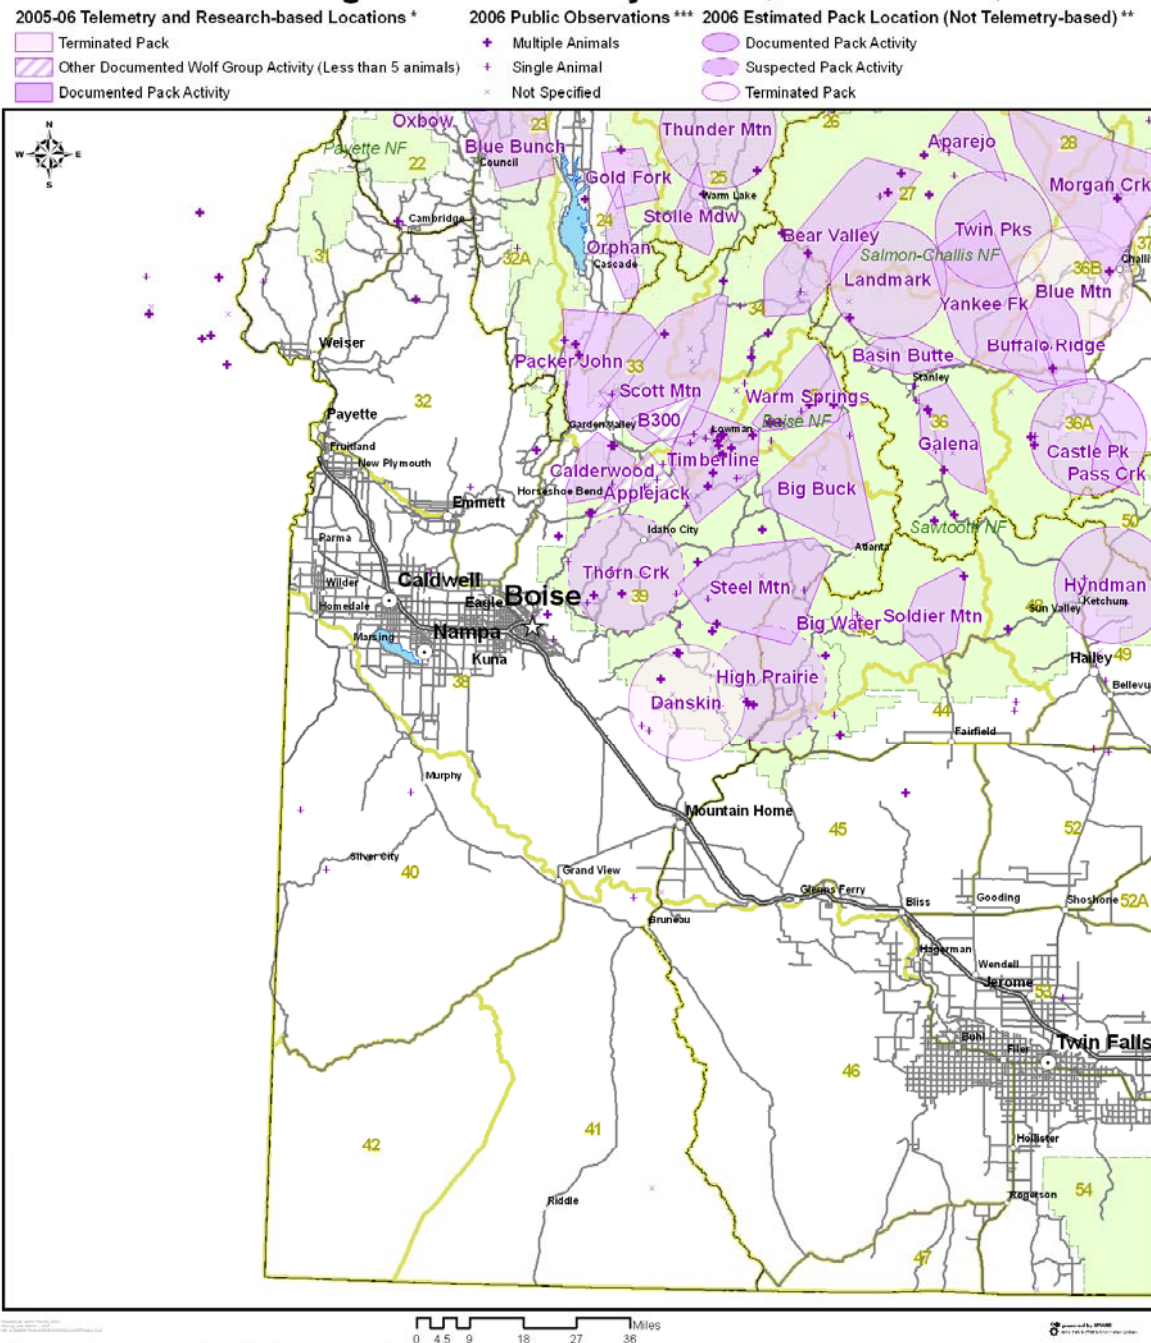 2005-06 Telemetry and Research-based Locations *
Terminated Pack
Other Documented Wolf Group Activity (Less than 5 animals)
Documented Pack Activity
2006 Public Observations ***
Multiple Animals
Single Animal
Not Specified
2006 Estimated Pack Location (Not Telemetry-based) **
Documented Pack Activity
Suspected Pack Activity
Terminated Pack
N
W E
S
Oxbow
23
Thunder Mtn
26
Aparejo
28
Payette NF
Blue Bunch
22
Council
Gold Fork
25
Warm Lake
27
Morgan Crk
Cambridge
24
Stolle Mdw
Bear Valley
Twin Pks
31
32A
Orphan
Cascade
Salmon-Challis NF
37
36B
Landmark
Blue Mtn
Yankee Fk
34
Weiser
Packer John
33
Basin Butte
Buffalo Ridge
Stanley
Scott Mtn
Warm Springs
32
Payette
B300
Boise NF
36
36A
Garden Valley
Lowman
Fruitland
Galena
Castle Pk
New Plymouth
Calderwood
Timberline
Pass Crk
Horseshoe Bend
Applejack
Big Buck
Emmett
50
Sawtooth NF
Parma
Idaho City
Atlanta
Wilder
Caldwell
Thorn Crk
Steel Mtn
Hyndman
Homedale
Eagle
Boise
39
Sun Valley
Ketchum
Marsing
Nampa
Big Water
Soldier Mtn
Kuna
Hailey
49
38
High Prairie
Danskin
44
Fairfield
Murphy
Mountain Home
45
52
Silver City
40
Grand View
Glenns Ferry
Bliss
Gooding
Shoshone
52A
Bruneau
Hagerman
Wendell
Jerome
53
Buhl
Filer
Twin Falls
46
41
42
Hollister
54
Riddle
Rogerson
47
0 4.5 9 18 27 36
Miles